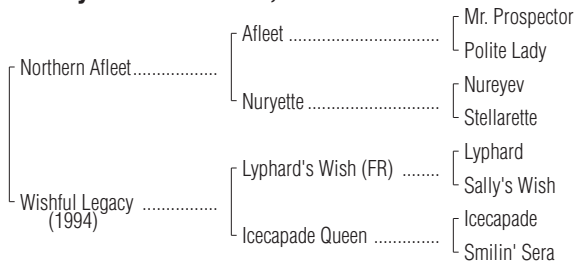 Mr. Prospector
Afleet ........................................
Polite Lady
Northern Afleet.................
Nureyev
Nuryette ...................................
Stellarette
Lyphard
Lyphard's Wish (FR) ........
Sally's Wish
Wishful Legacy ...............
(1994)
Icecapade
Icecapade Queen ..............
Smilin' Sera